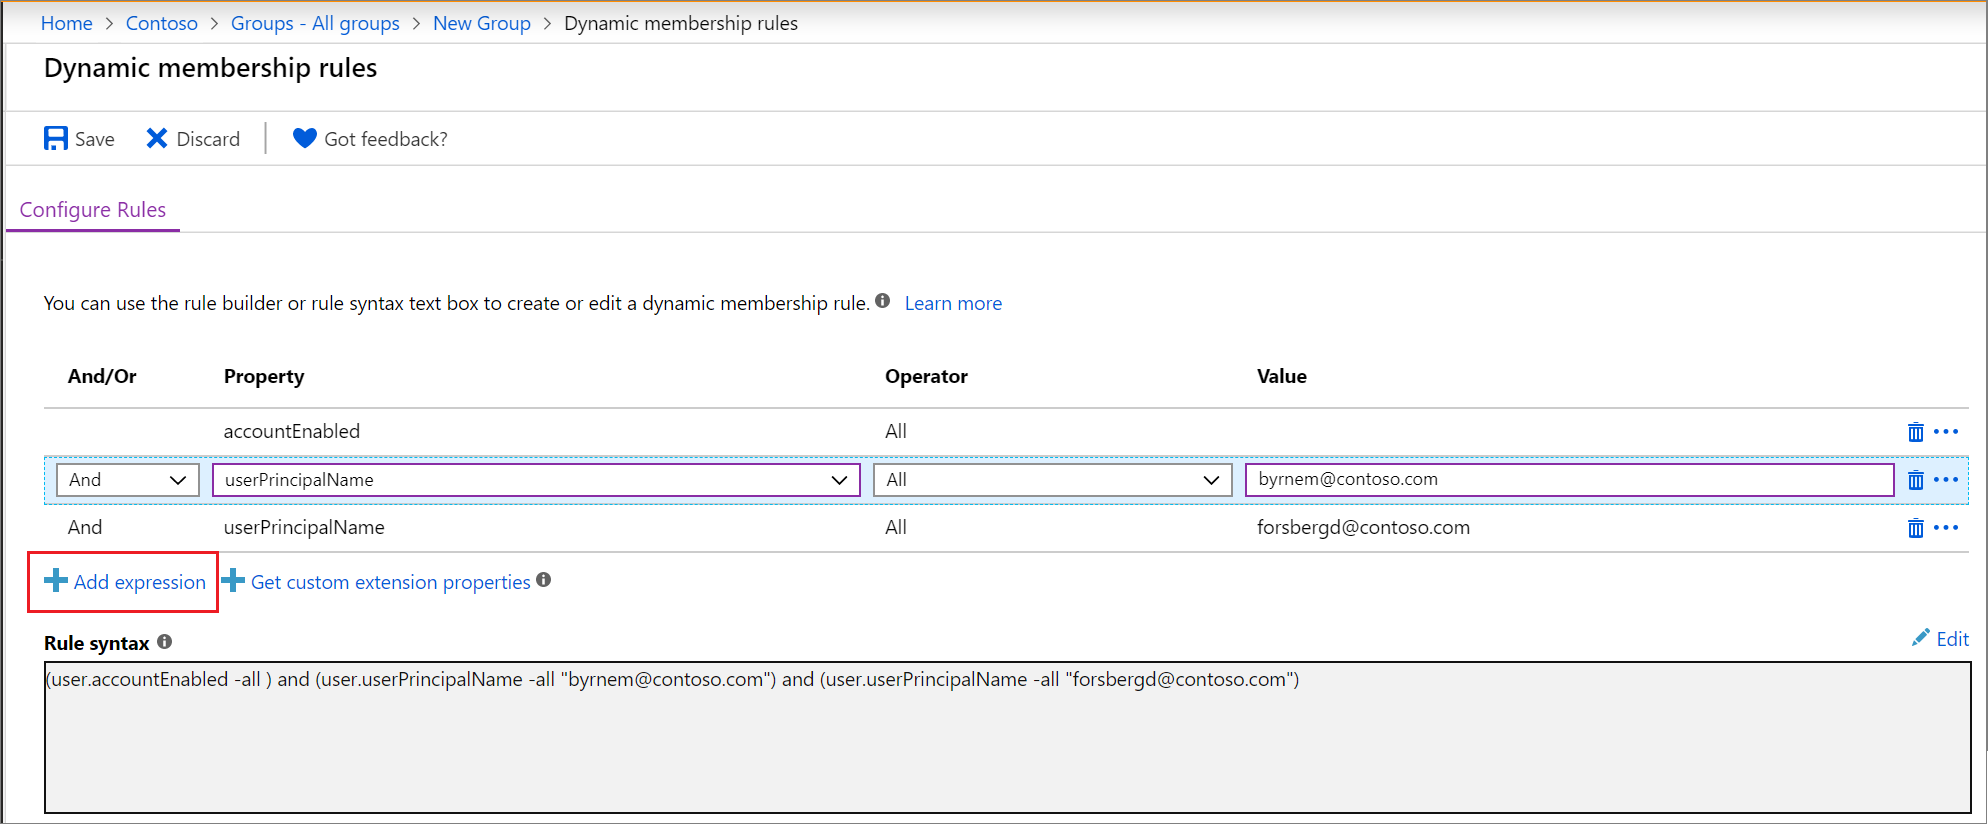 Home > Contoso > Groups - All groups > New Group > Dynamic membership rules
Dynamic membership rules
Save Discard Got feedback?
Configure Rules
You can use the rule builder or rule syntax text box to create or edit a dynamic membership rule. Learn more
And/Or Property Operator Value
accountEnabled All
And userPrincipalName All byrnem@contoso.com
And userPrincipalName All forsbergd@contoso.com
Add expression Get custom extension properties
Rule syntax Edit
(user.accountEnabled -all ) and (user.userPrincipalName -all "byrnem@contoso.com") and (user.userPrincipalName -all "forsbergd@contoso.com")